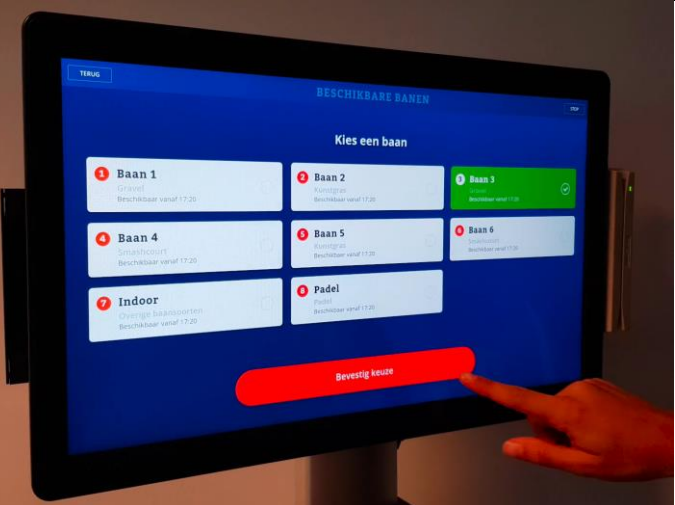 TERUG
BESCHIKBARE BANEN
STOP
Kies een baan
1 Baan 1
Gravel
Beschikbaar vanaf 17:20
2 Baan 2
Kunstgras
Beschikbaar vanaf 17:20
3 Baan 3
Gravel
Beschikbaar vanaf 17:20
4 Baan 4
Smashcourt
Beschikbaar vanaf 17:20
5 Baan 5
Kunstgras
Beschikbaar vanaf 17:20
6 Baan 6
Smashcourt
Beschikbaar vanaf 17:20
7 Indoor
Overige baansoorten
Beschikbaar vanaf 17:20
8 Padel
Padel
Beschikbaar vanaf 17:20
Bevestig keuze